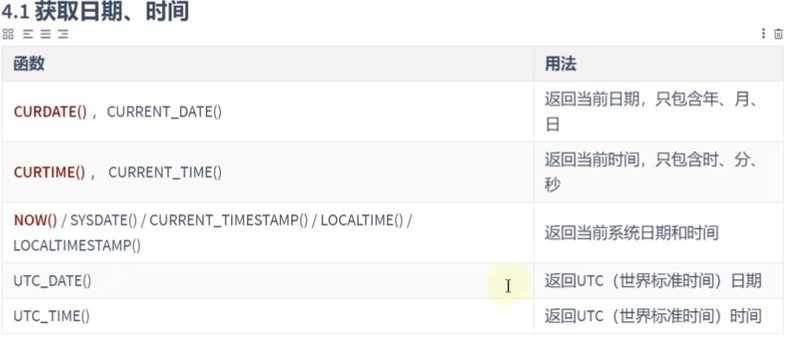 4.1 获取日期、时间
函数 用法
CURDATE() ，CURRENT_DATE() 返回当前日期，只包含年、月、
日
CURTIME() ， CURRENT_TIME() 返回当前时间，只包含时、分、
秒
NOW() / SYSDATE() / CURRENT_TIMESTAMP() / LOCALTIME() /
LOCALTIMESTAMP()
返回当前系统日期和时间
UTC_DATE() 返回UTC（世界标准时间）日期
UTC_TIME() 返回UTC（世界标准时间）时间